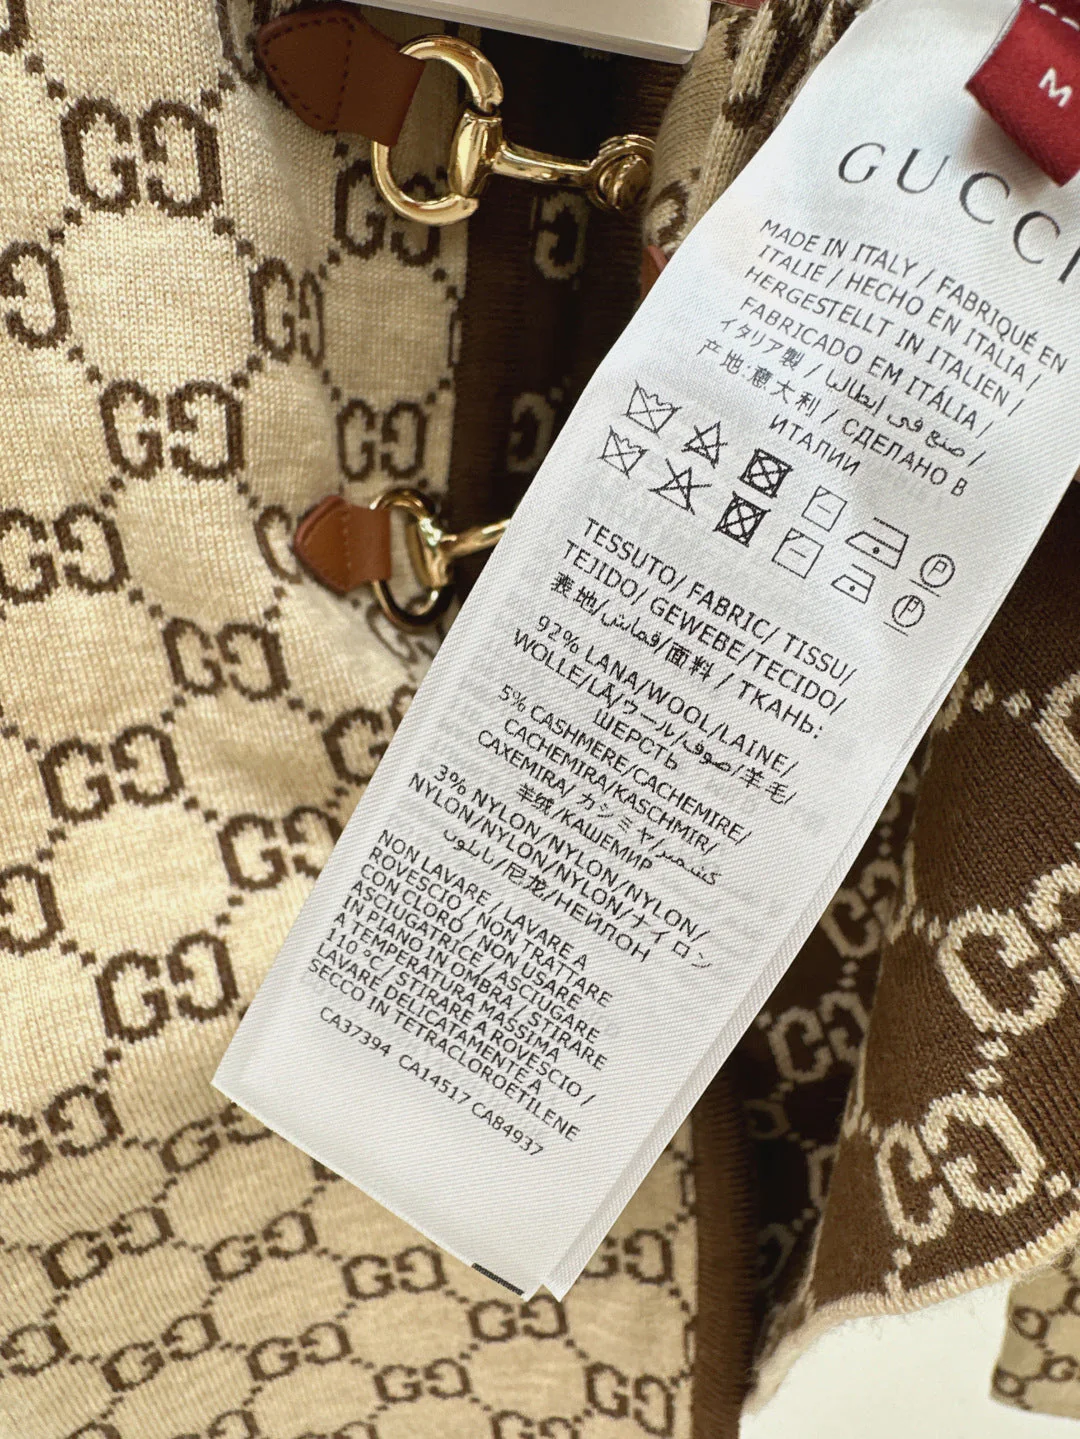 M
GUCCI
MADE IN ITALY / FABRIQUÉ EN
ITALIE / HECHO EN ITALIA /
HERGESTELLT IN ITALIEN /
FABRICADO EM ITÁLIA /
イタリア製 / صنع في إيطاليا /
产地:意大利 / СДЕЛАНО В
ИТАЛИИ
P
P
TESSUTO/ FABRIC/ TISSU/
TEJIDO/ GEWEBE/TECIDO/
表地/قماش/面料 / ТКАНЬ:
92% LANA/WOOL/LAINE/
WOLLE/LÃ/ウール/صوف/羊毛/
ШЕРСТЬ
5% CASHMERE/CACHEMIRE/
CACHEMIRA/KASCHMIR/
CAXEMIRA/ カシミヤ/كشمير/
羊绒/КАШЕМИР
3% NYLON/NYLON/NYLON/
NYLON/NYLON/NYLON/ナイロン
/نايلون/尼龙/НЕЙЛОН
NON LAVARE / LAVARE A
ROVESCIO / NON TRATTARE
CON CLORO / NON USARE
ASCIUGATRICE / ASCIUGARE
IN PIANO IN OMBRA / STIRARE
A TEMPERATURA MASSIMA
110 °C/ STIRARE A ROVESCIO /
LAVARE DELICATAMENTE A
SECCO IN TETRACLOROETILENE
CA37394 CA14517 CA84937